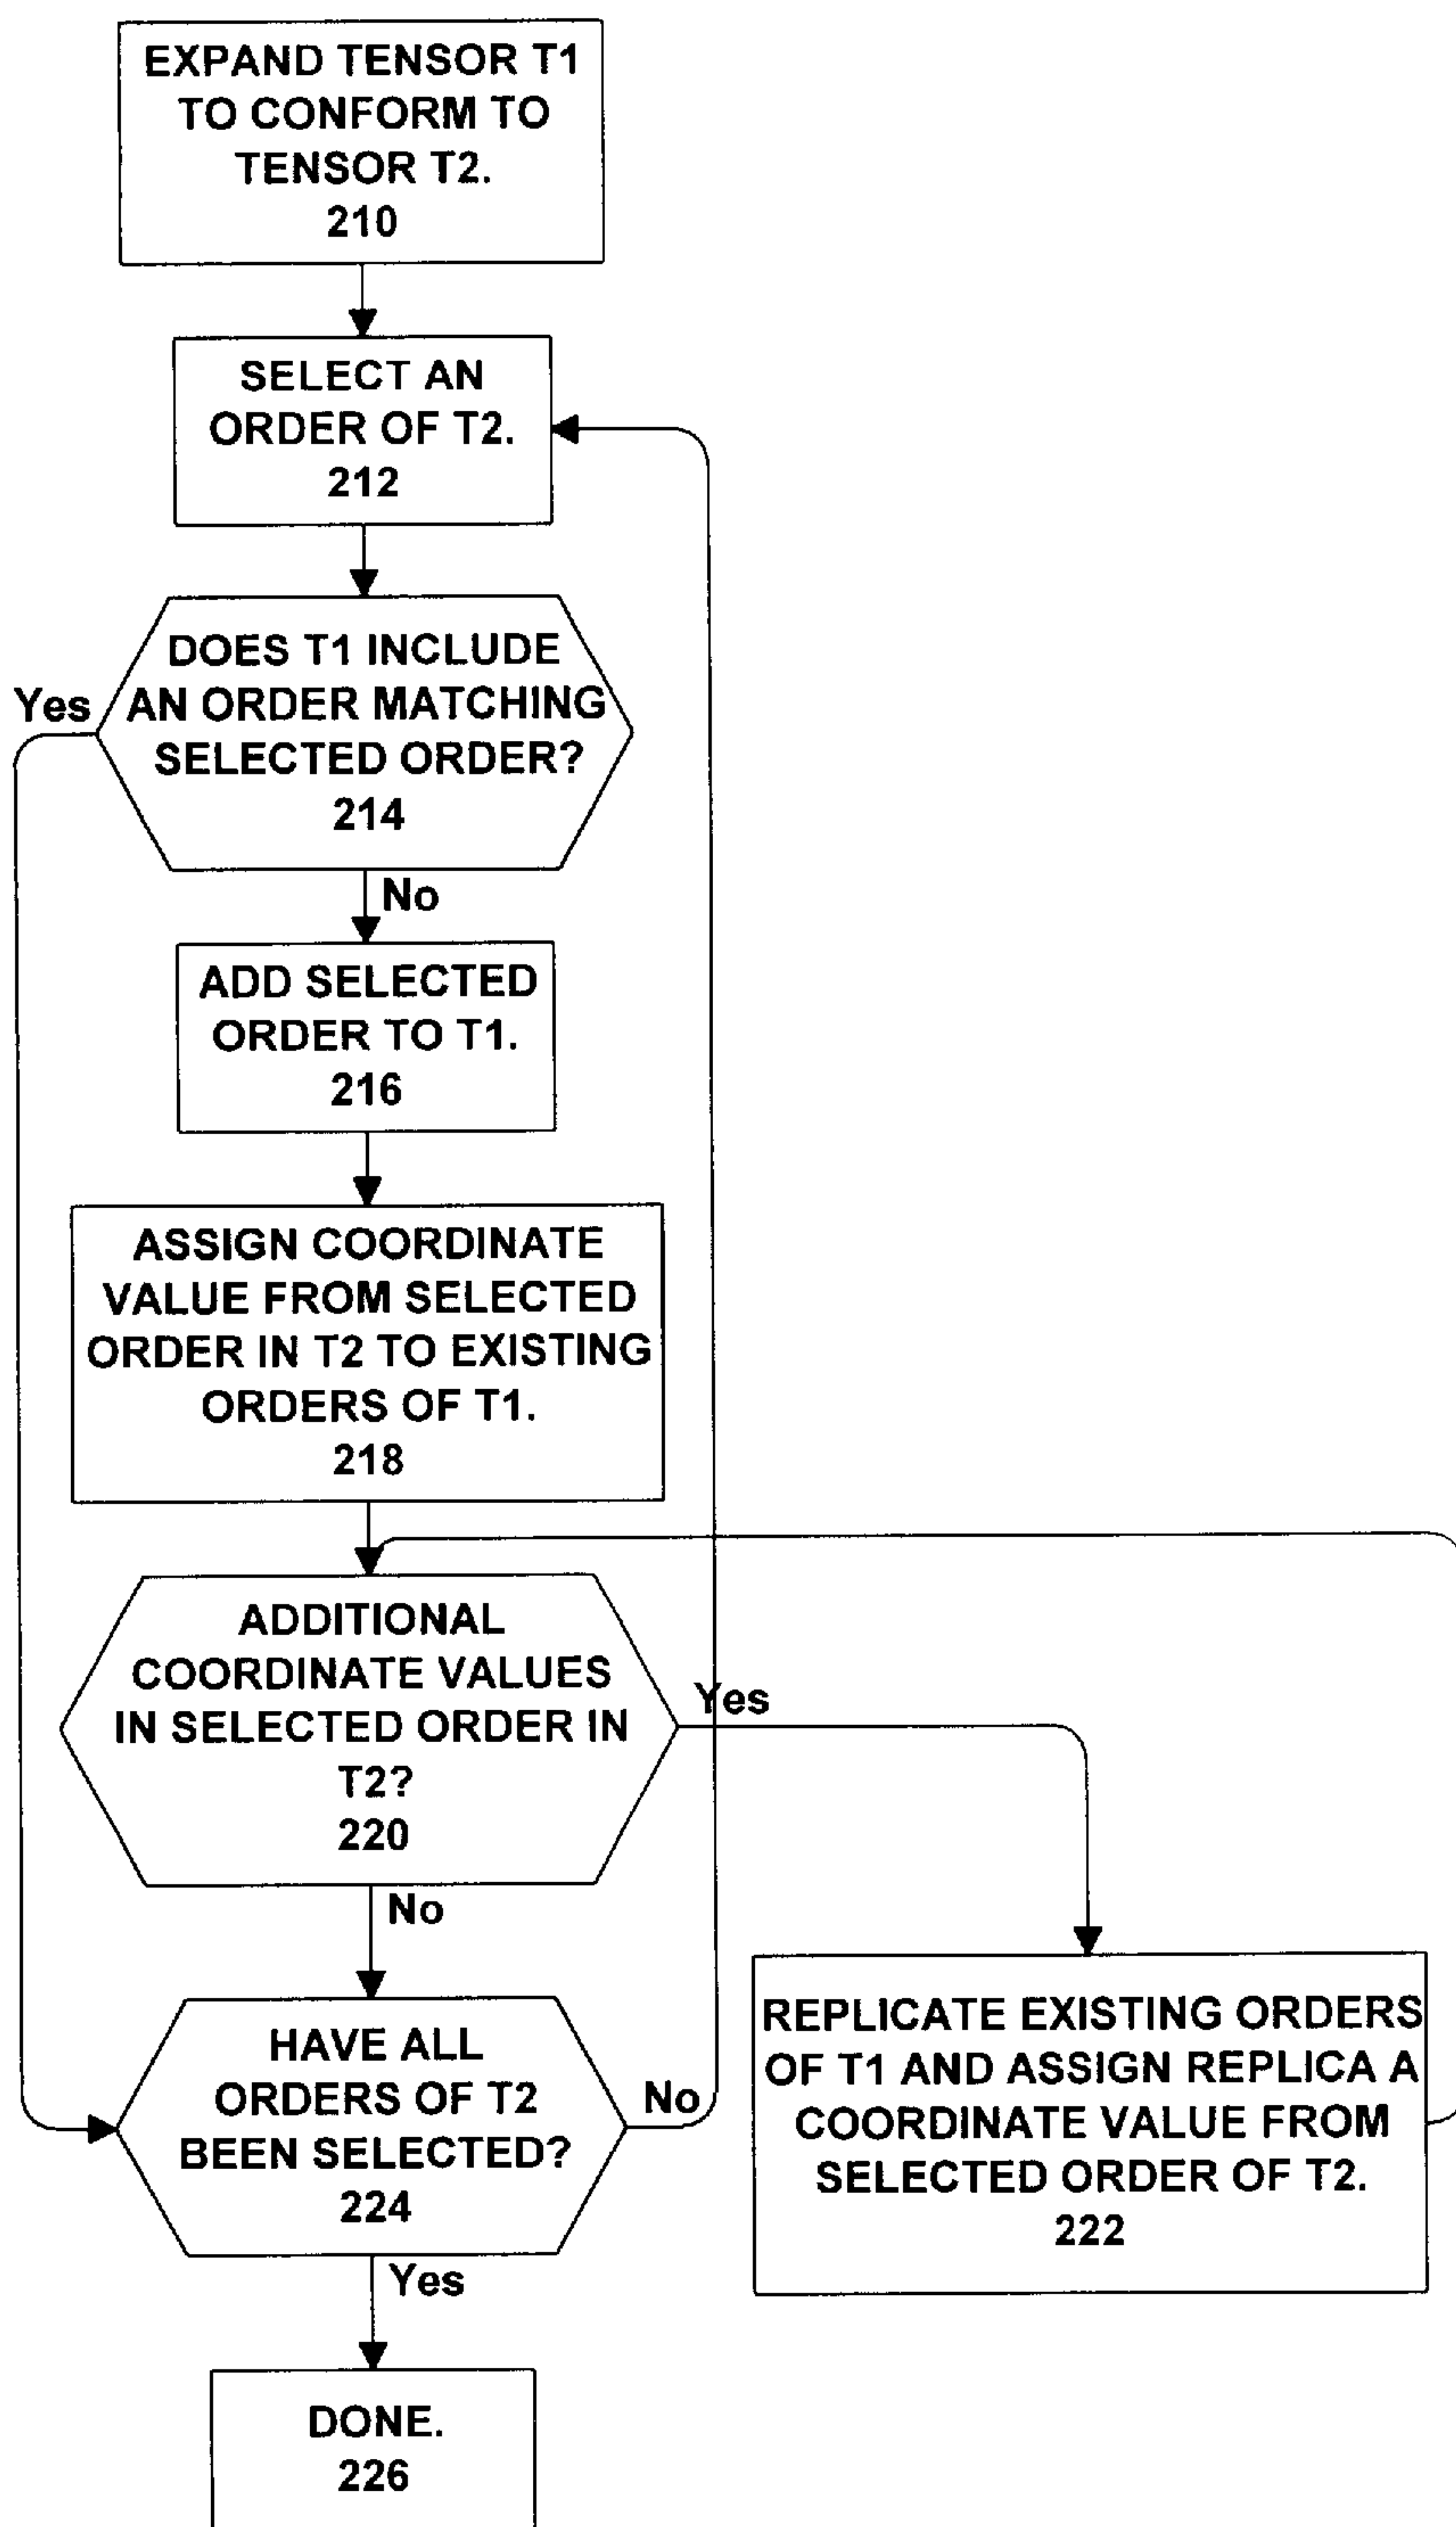 EXPAND TENSOR T1
TO CONFORM TO
TENSOR T2.
210
SELECT AN
ORDER OF T2.
212
DOES T1 INCLUDE
AN ORDER MATCHING
SELECTED ORDER?
214
Yes
No
ADD SELECTED
ORDER TO T1.
216
ASSIGN COORDINATE
VALUE FROM SELECTED
ORDER IN T2 TO EXISTING
ORDERS OF T1.
218
ADDITIONAL
COORDINATE VALUES
IN SELECTED ORDER IN
T2?
220
Yes
No
REPLICATE EXISTING ORDERS
OF T1 AND ASSIGN REPLICA A
COORDINATE VALUE FROM
SELECTED ORDER OF T2.
222
HAVE ALL
ORDERS OF T2
BEEN SELECTED?
224
No
Yes
DONE.
226